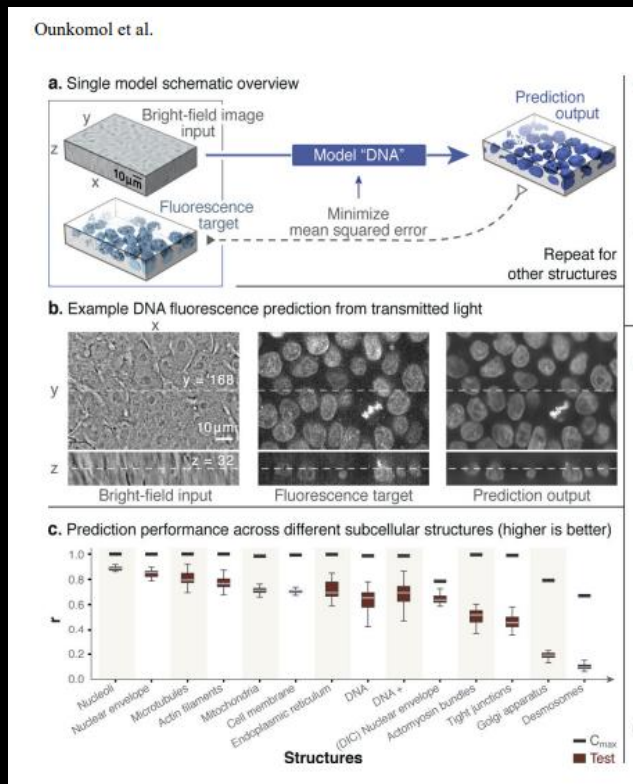 Ounkomol et al.
a. Single model schematic overview
Bright-field image
input
y
z
x
10μm
Model "DNA"
Prediction
output
Fluorescence
target
Minimize
mean squared error
Repeat for
other structures
b. Example DNA fluorescence prediction from transmitted light
x
y
y = 168
10μm
z
z = 32
Bright-field input
Fluorescence target
Prediction output
c. Prediction performance across different subcellular structures (higher is better)
r
1.0
0.8
0.6
0.4
0.2
0.0
Nucleoli
Nuclear envelope
Microtubules
Actin filaments
Mitochondria
Cell membrane
Endoplasmic reticulum
DNA
DNA +
(DIC) Nuclear envelope
Actomyosin bundles
Tight junctions
Golgi apparatus
Desmosomes
Structures
Cmax
Test